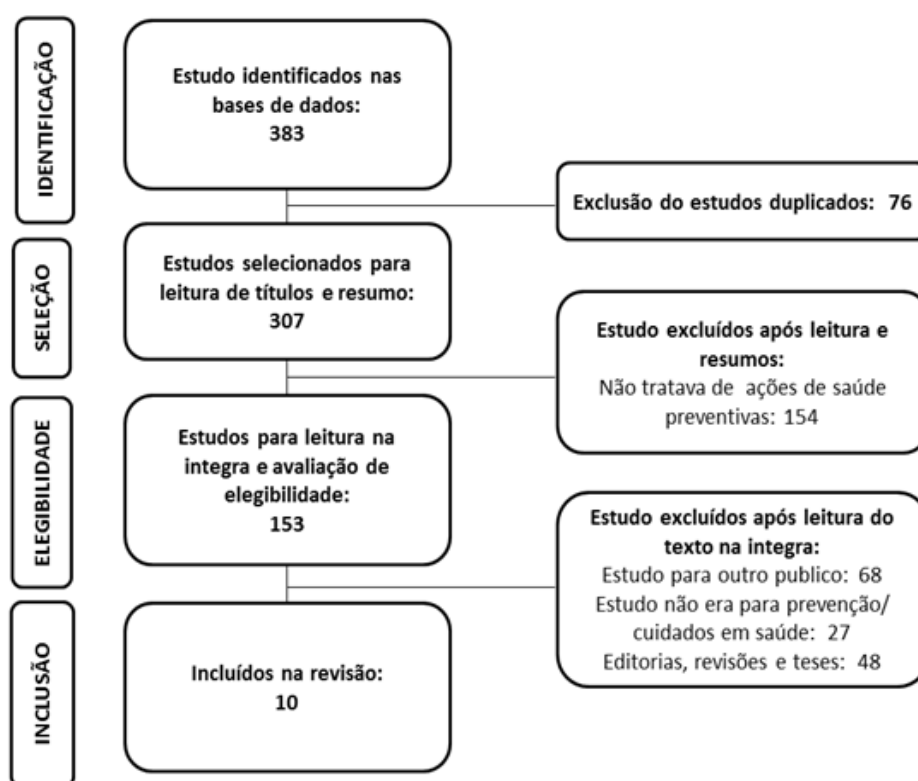 IDENTIFICAÇÃO
Estudo identificados nas
bases de dados:
383
Exclusão do estudos duplicados: 76
SELEÇÃO
Estudos selecionados para
leitura de títulos e resumo:
307
Estudo excluídos após leitura e
resumos:
Não tratava de ações de saúde
preventivas: 154
ELEGIBILIDADE
Estudos para leitura na
integra e avaliação de
elegibilidade:
153
Estudo excluídos após leitura do
texto na integra:
Estudo para outro publico: 68
Estudo não era para prevenção/
cuidados em saúde: 27
Editorias, revisões e teses: 48
INCLUSÃO
Incluídos na revisão:
10